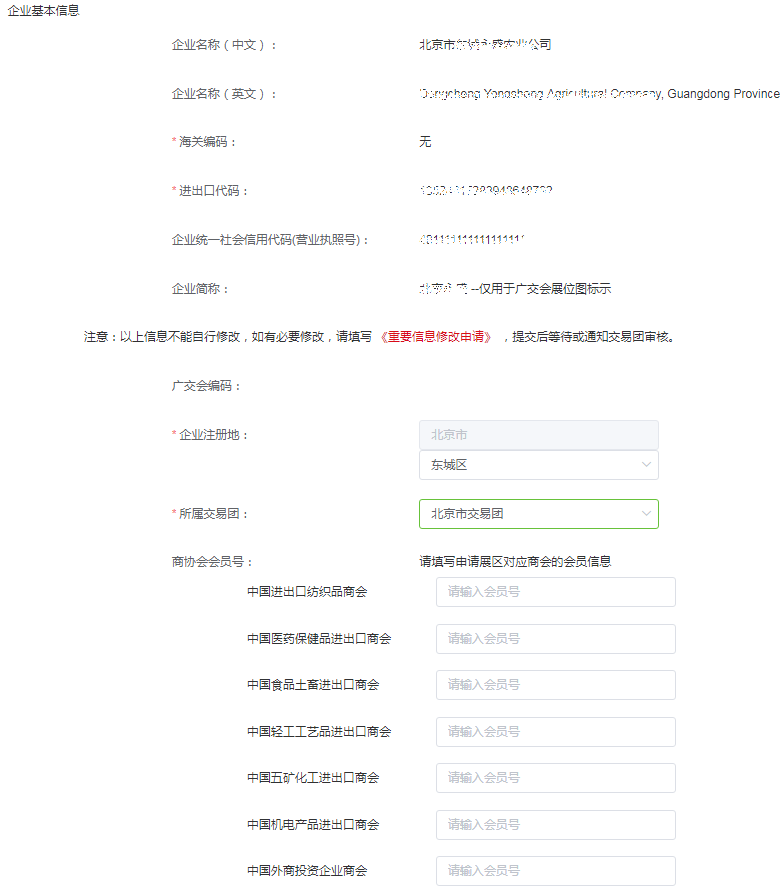 企业基本信息
企业名称（中文）： 北京市 公司
企业名称（英文）： Agricultural Company, Guangdong Province
* 海关编码： 无
* 进出口代码：
企业统一社会信用代码(营业执照号)：
企业简称： --仅用于广交会展位图标示
注意：以上信息不能自行修改，如有必要修改，请填写 《重要信息修改申请》 ，提交后等待或通知交易团审核。
广交会编码：
* 企业注册地： 北京市
东城区
* 所属交易团： 北京市交易团
商协会会员号： 请填写申请展区对应商会的会员信息
中国进出口纺织品商会 请输入会员号
中国医药保健品进出口商会 请输入会员号
中国食品土畜进出口商会 请输入会员号
中国轻工工艺品进出口商会 请输入会员号
中国五矿化工进出口商会 请输入会员号
中国机电产品进出口商会 请输入会员号
中国外商投资企业商会 请输入会员号